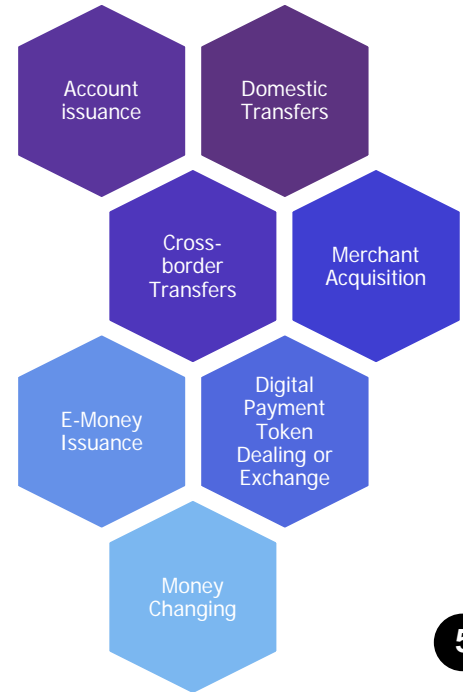 Account
issuance
Domestic
Transfers
Cross-
border
Transfers
Merchant
Acquisition
E-Money
Issuance
Digital
Payment
Token
Dealing or
Exchange
Money
Changing
5